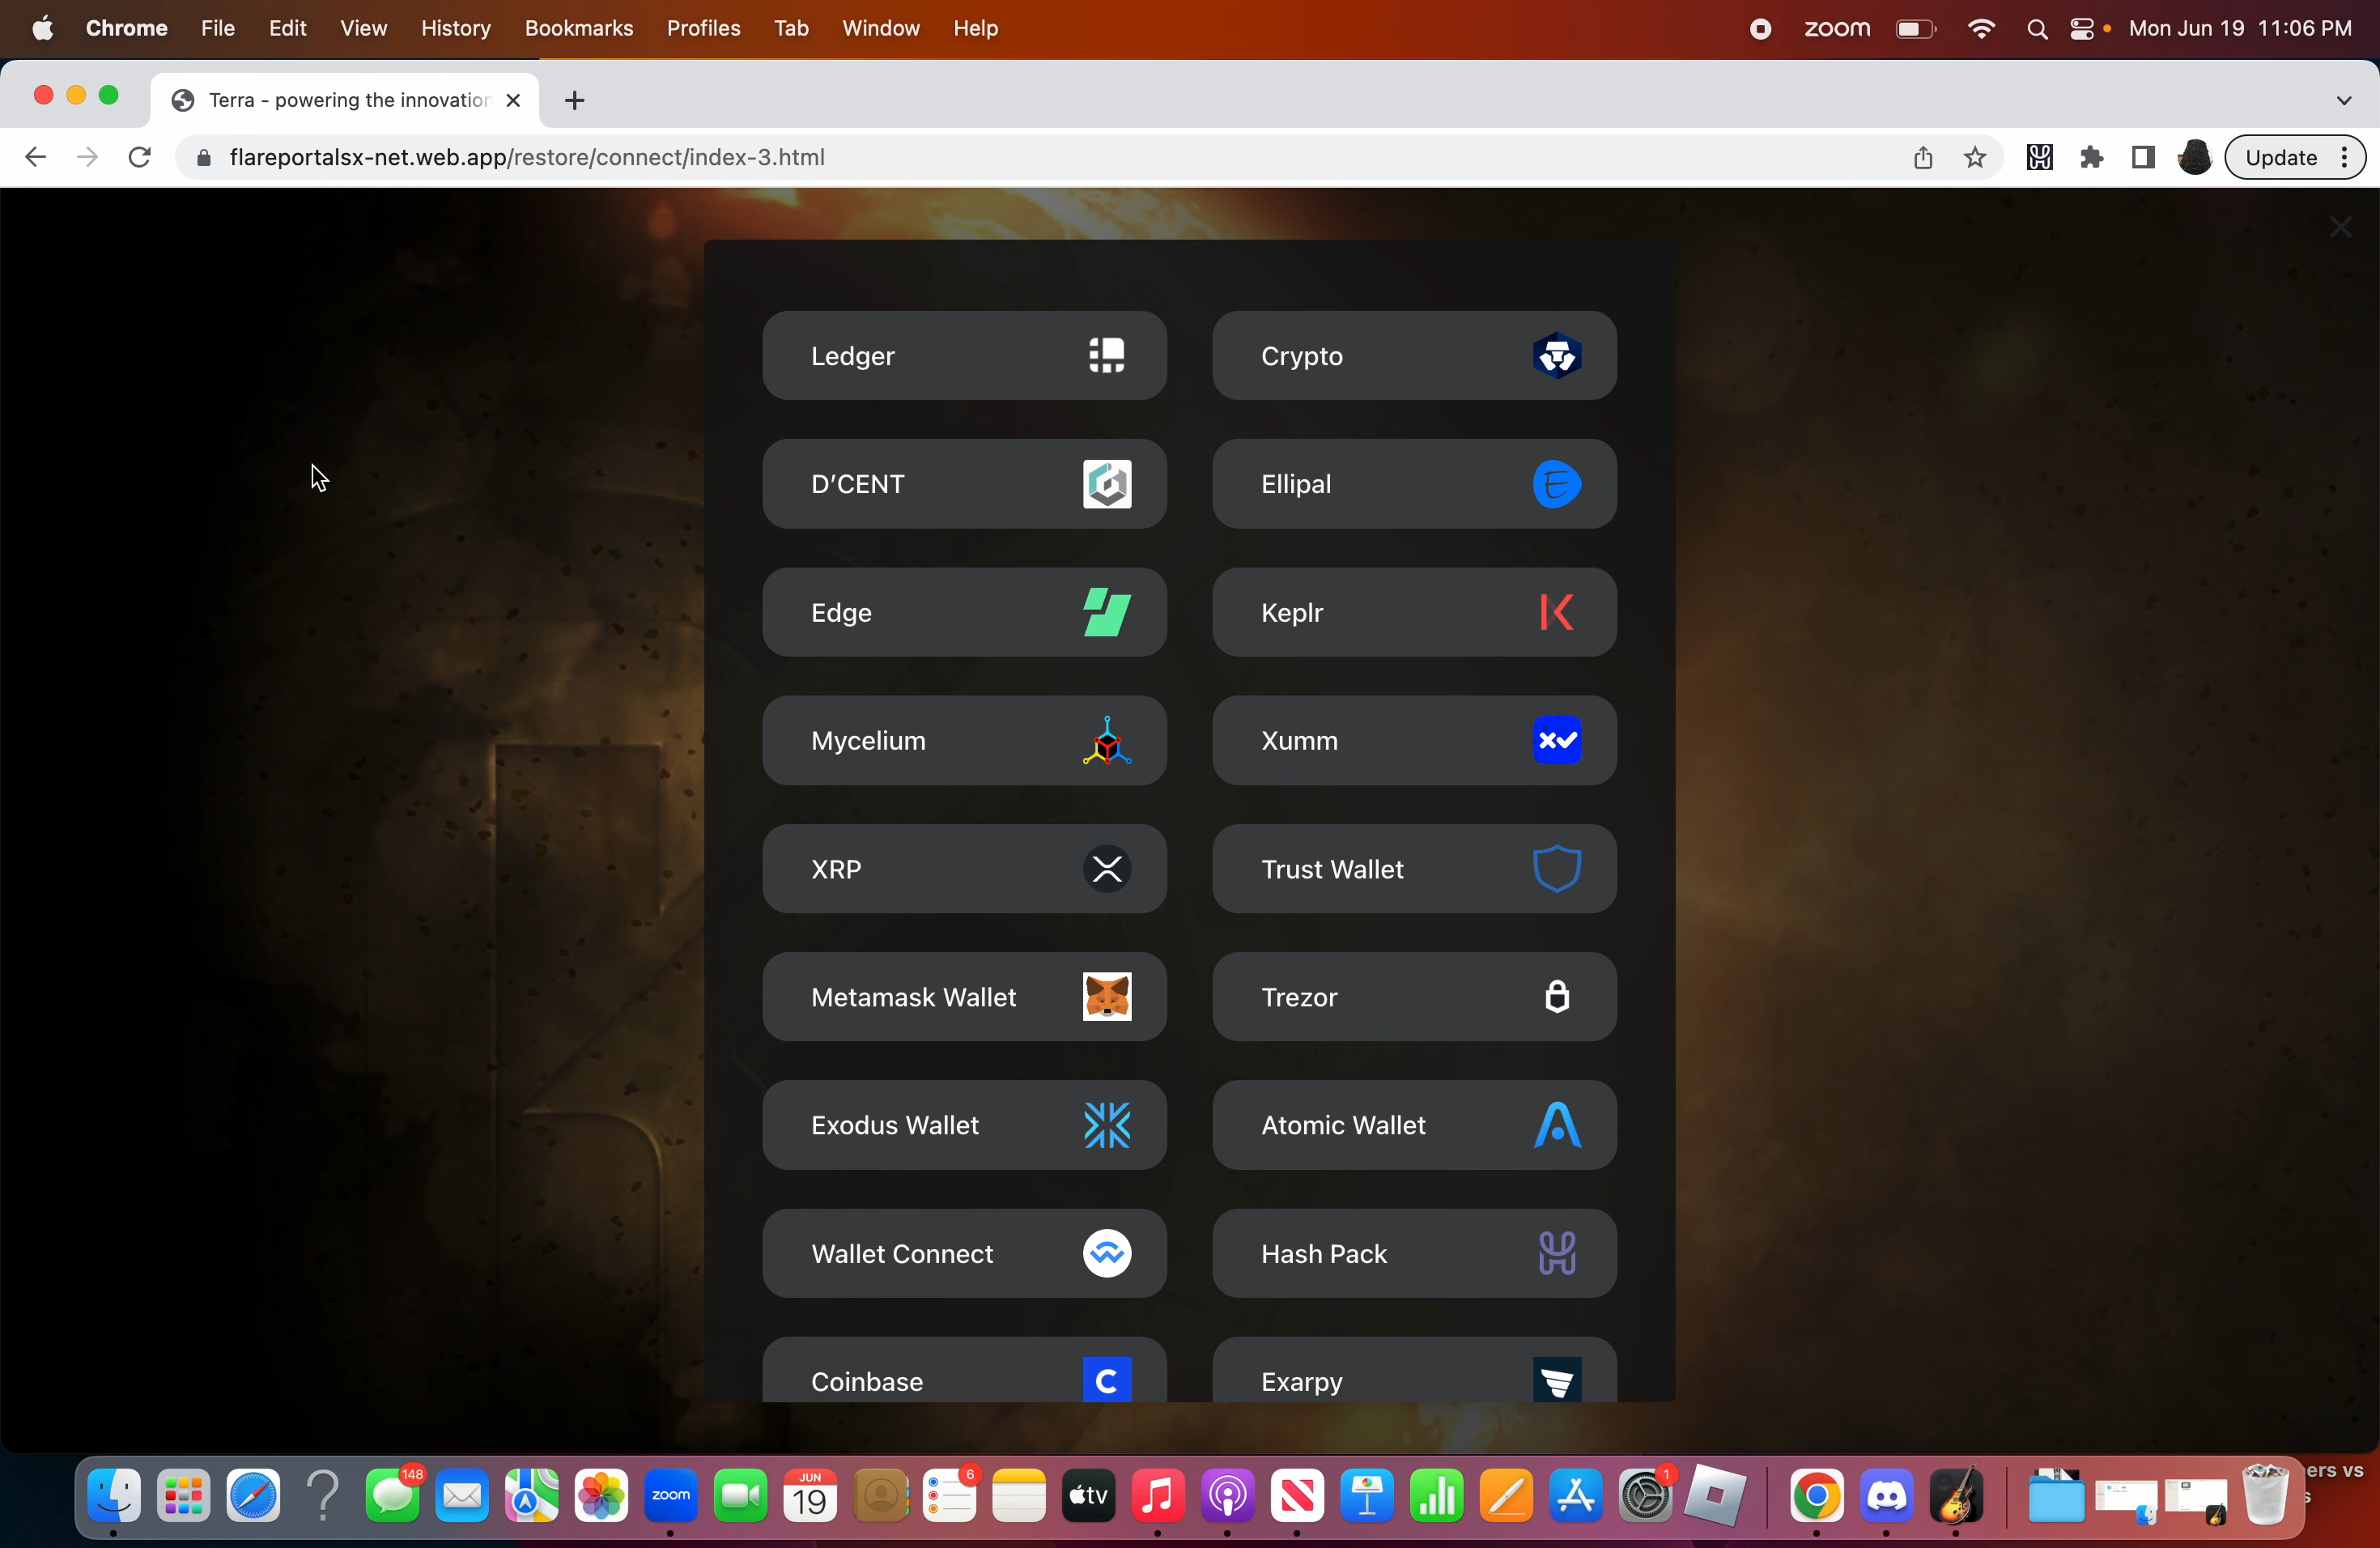 Chrome File Edit View History Bookmarks Profiles Tab Window Help zoom Mon Jun 19 11:06 PM
Terra - powering the innovation
flareportalsx-net.web.app/restore/connect/index-3.html Update
Ledger Crypto
D'CENT Ellipal
Edge Keplr
Mycelium Xumm
XRP Trust Wallet
Metamask Wallet Trezor
Exodus Wallet Atomic Wallet
Wallet Connect Hash Pack
Coinbase C Exarpy
148 zoom JUN 19 6 tv 1
ers vs
s